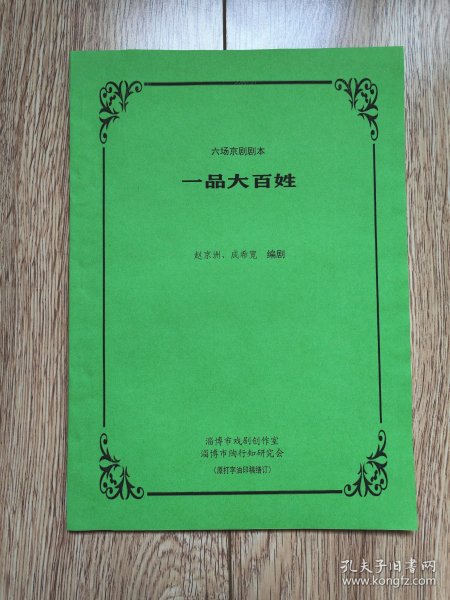 六场京剧剧本
一品大百姓
赵京洲、成希宽 编剧
淄博市戏剧创作室
淄博市陶行知研究会
（原打字油印稿缮订）
孔夫子旧书网
www.kongfz.com